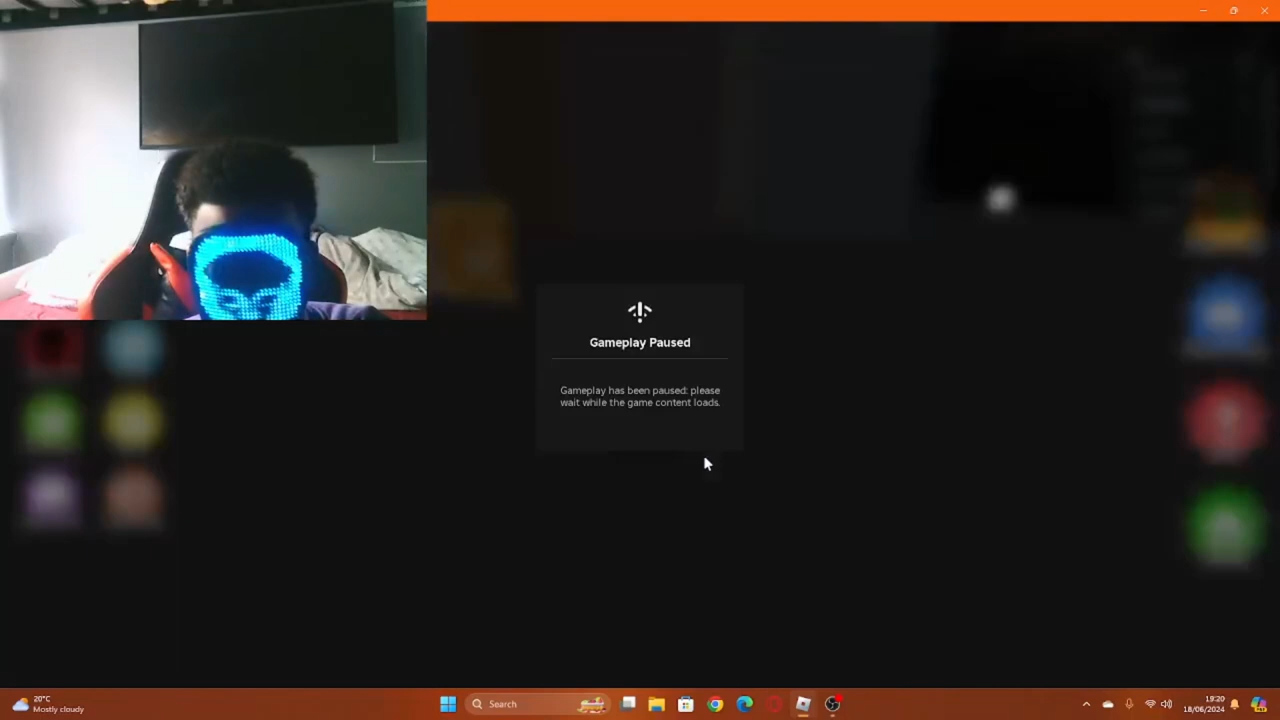 Gameplay Paused
Gameplay has been paused: please
wait while the game content loads.
20°C
Mostly cloudy
Search
19:20
18/06/2024